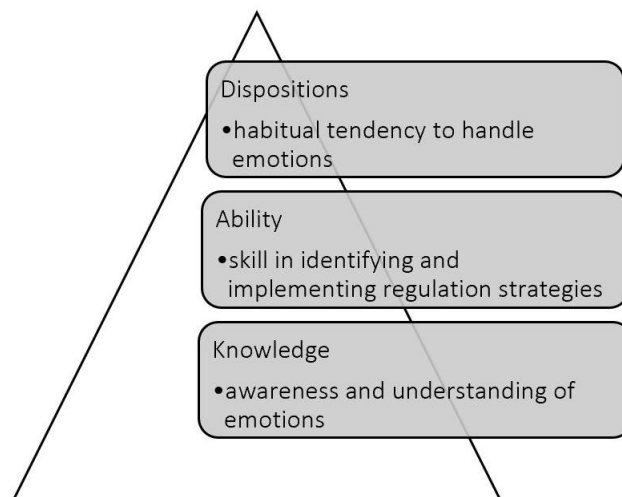 Dispositions
•habitual tendency to handle
emotions
Ability
•skill in identifying and
implementing regulation strategies
Knowledge
•awareness and understanding of
emotions